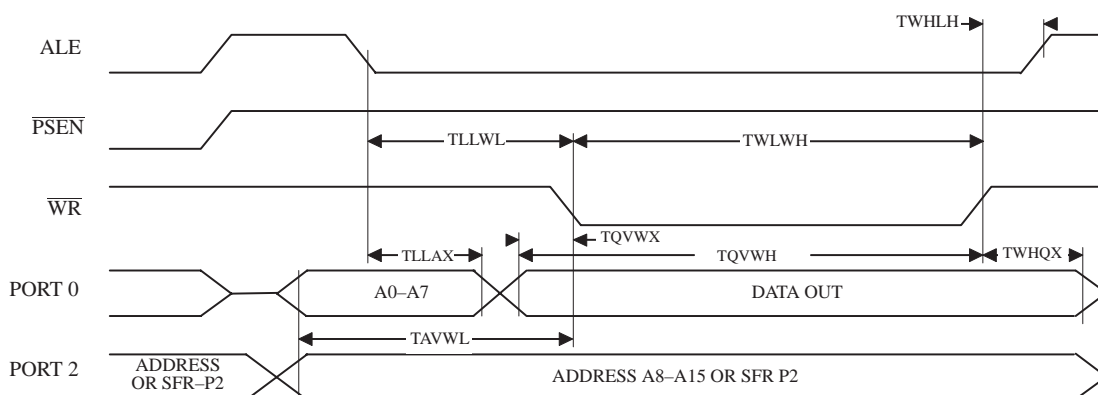 TWHLH
ALE
PSEN
TLLWL
TWLWH
WR
TQVWX
TLLAX
TQVWH
TWHQX
PORT 0
A0–A7
DATA OUT
TAVWL
PORT 2
ADDRESS
OR SFR–P2
ADDRESS A8–A15 OR SFR P2